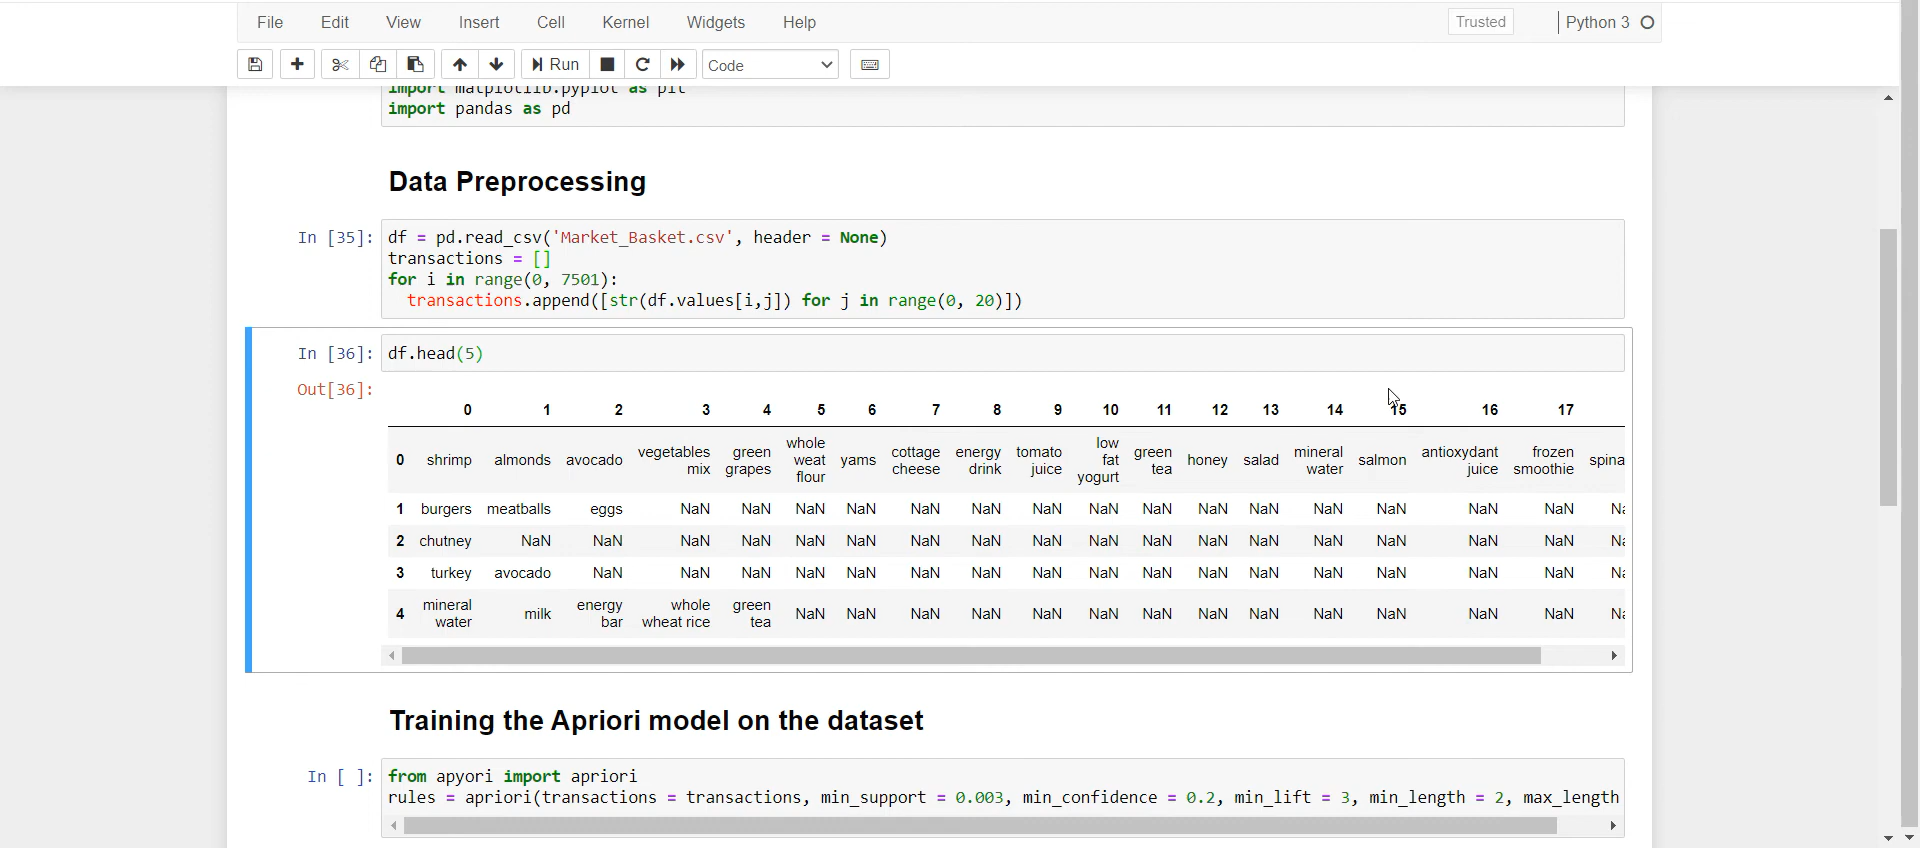 File Edit View Insert Cell Kernel Widgets Help Trusted Python 3
Run Code
import matplotlib.pyplot as plt
import pandas as pd
Data Preprocessing
In [35]: df = pd.read_csv('Market_Basket.csv', header = None)
transactions = []
for i in range(0, 7501):
transactions.append([str(df.values[i,j]) for j in range(0, 20)])
In [36]: df.head(5)
Out[36]:
0 1 2 3 4 5 6 7 8 9 10 11 12 13 14 15 16 17
0 shrimp almonds avocado vegetables mix green grapes whole weat flour yams cottage cheese energy drink tomato juice low fat yogurt green tea honey salad mineral water salmon antioxydant juice frozen smoothie spina
1 burgers meatballs eggs NaN NaN NaN NaN NaN NaN NaN NaN NaN NaN NaN NaN NaN NaN NaN Na
2 chutney NaN NaN NaN NaN NaN NaN NaN NaN NaN NaN NaN NaN NaN NaN NaN NaN NaN Na
3 turkey avocado NaN NaN NaN NaN NaN NaN NaN NaN NaN NaN NaN NaN NaN NaN NaN NaN Na
4 mineral water milk energy bar whole wheat rice green tea NaN NaN NaN NaN NaN NaN NaN NaN NaN NaN NaN NaN NaN Na
Training the Apriori model on the dataset
In [ ]: from apyori import apriori
rules = apriori(transactions = transactions, min_support = 0.003, min_confidence = 0.2, min_lift = 3, min_length = 2, max_length